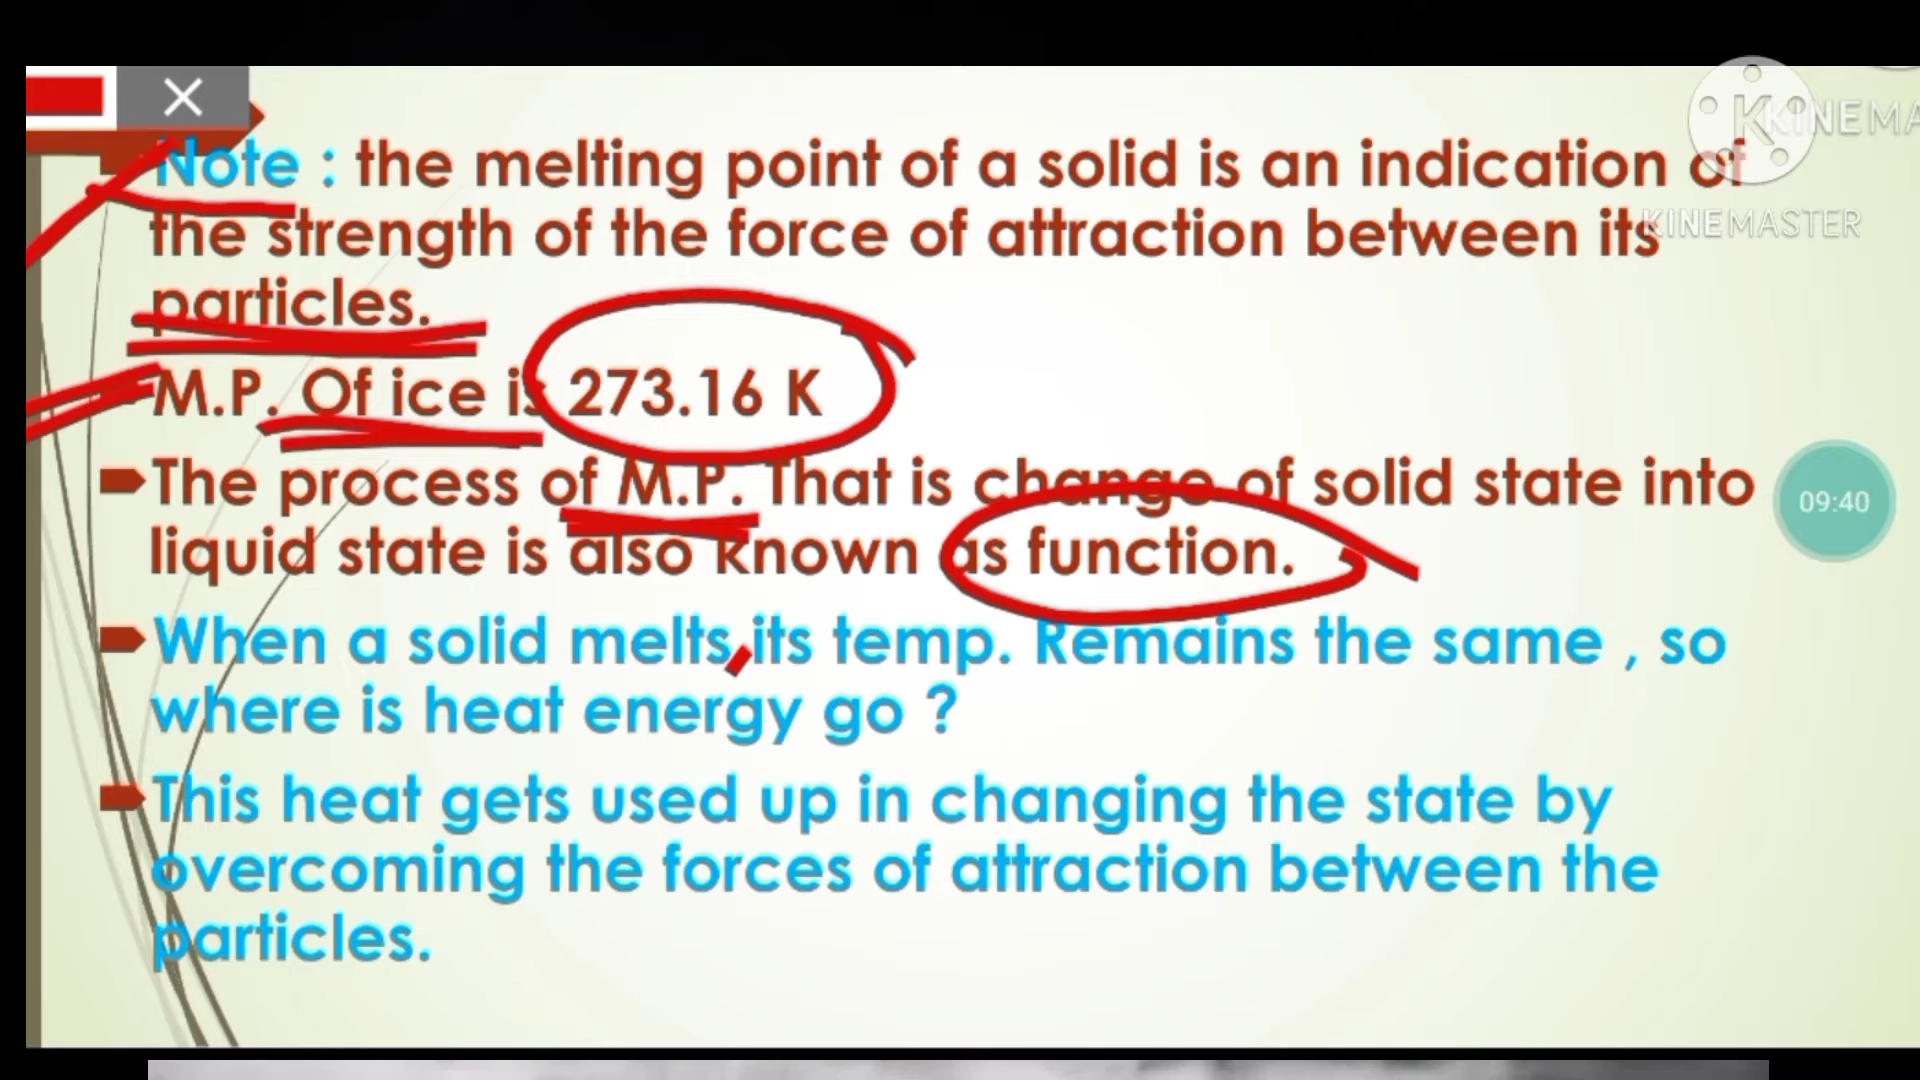 KINEMA
Note : the melting point of a solid is an indication of
KINEMASTER
the strength of the force of attraction between its
particles.
M.P. Of ice is 273.16 K
The process of M.P. That is change of solid state into
09:40
liquid state is also known as function.
When a solid melts its temp. Remains the same , so
where is heat energy go ?
This heat gets used up in changing the state by
overcoming the forces of attraction between the
particles.